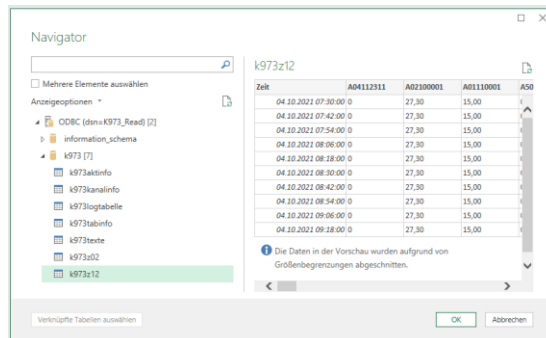 Navigator
Mehrere Elemente auswählen
Anzeigeoptionen
ODBC (dsn=K973_Read) [2]
information_schema
k973 [7]
k973aktinfo
k973kanalinfo
k973logtabelle
k973tabinfo
k973texte
k973z02
k973z12
k973z12
Zeit A04112311 A02100001 A01110001 A50
04.10.2021 07:30:00 0 27,30 15,00
04.10.2021 07:42:00 0 27,30 15,00
04.10.2021 07:54:00 0 27,30 15,00
04.10.2021 08:06:00 0 27,30 15,00
04.10.2021 08:18:00 0 27,30 15,00
04.10.2021 08:30:00 0 27,30 15,00
04.10.2021 08:42:00 0 27,30 15,00
04.10.2021 08:54:00 0 27,30 15,00
04.10.2021 09:06:00 0 27,30 15,00
04.10.2021 09:18:00 0 27,30 15,00
Die Daten in der Vorschau wurden aufgrund von
Größenbegrenzungen abgeschnitten.
Verknüpfte Tabellen auswählen
OK Abbrechen